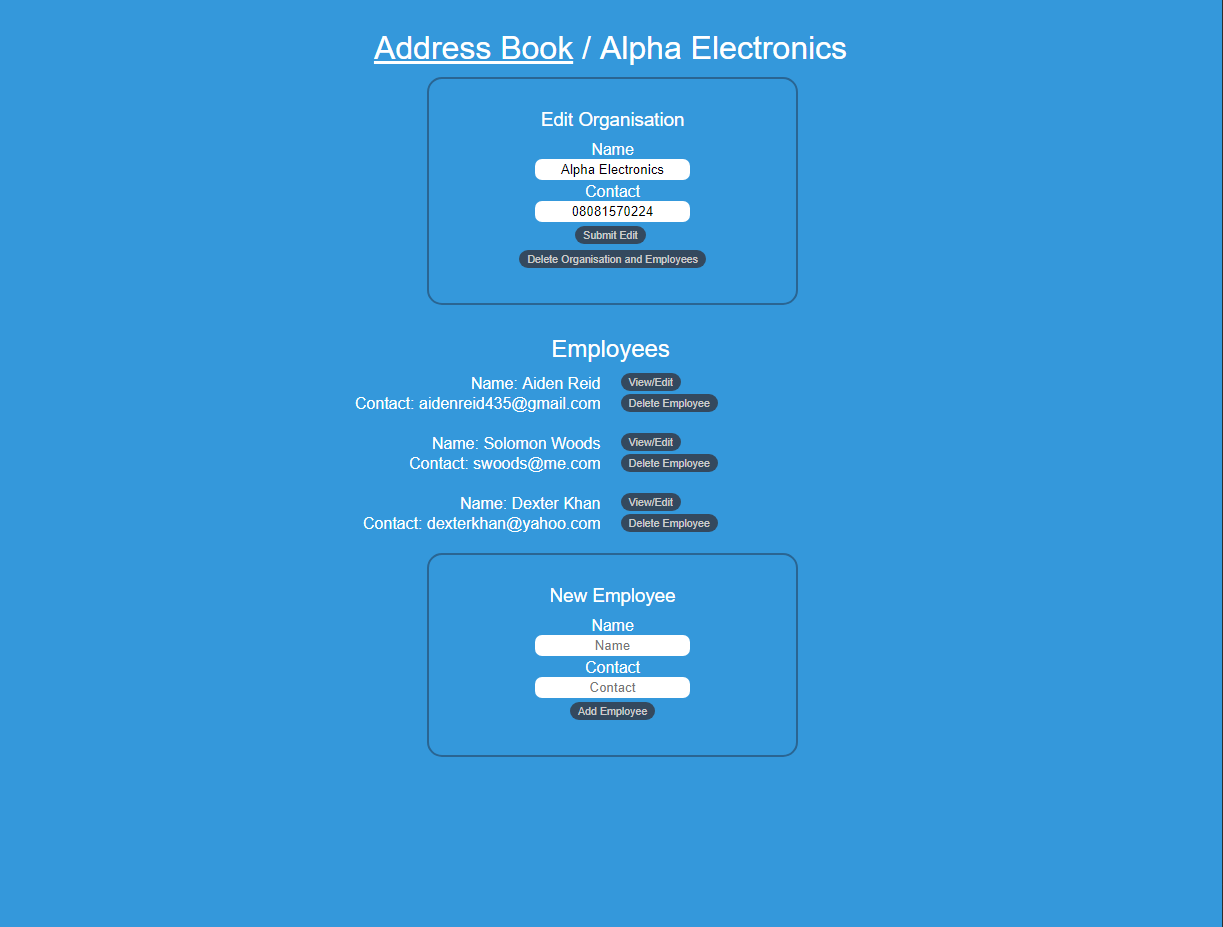 Address Book / Alpha Electronics
Edit Organisation
Name
Alpha Electronics
Contact
08081570224
Submit Edit
Delete Organisation and Employees
Employees
Name: Aiden Reid View/Edit
Contact: aidenreid435@gmail.com Delete Employee
Name: Solomon Woods View/Edit
Contact: swoods@me.com Delete Employee
Name: Dexter Khan View/Edit
Contact: dexterkhan@yahoo.com Delete Employee
New Employee
Name
Name
Contact
Contact
Add Employee